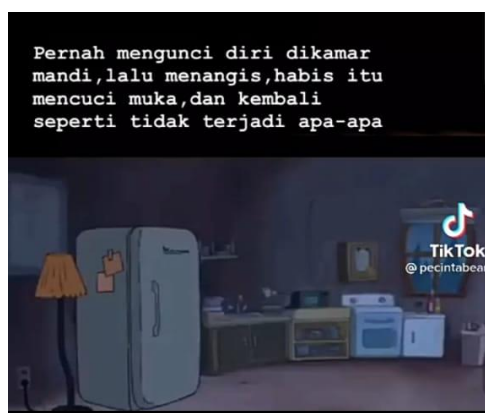 Pernah mengunci diri dikamar
mandi,lalu menangis,habis itu
mencuci muka,dan kembali
seperti tidak terjadi apa-apa
TikTok
@pecintabear